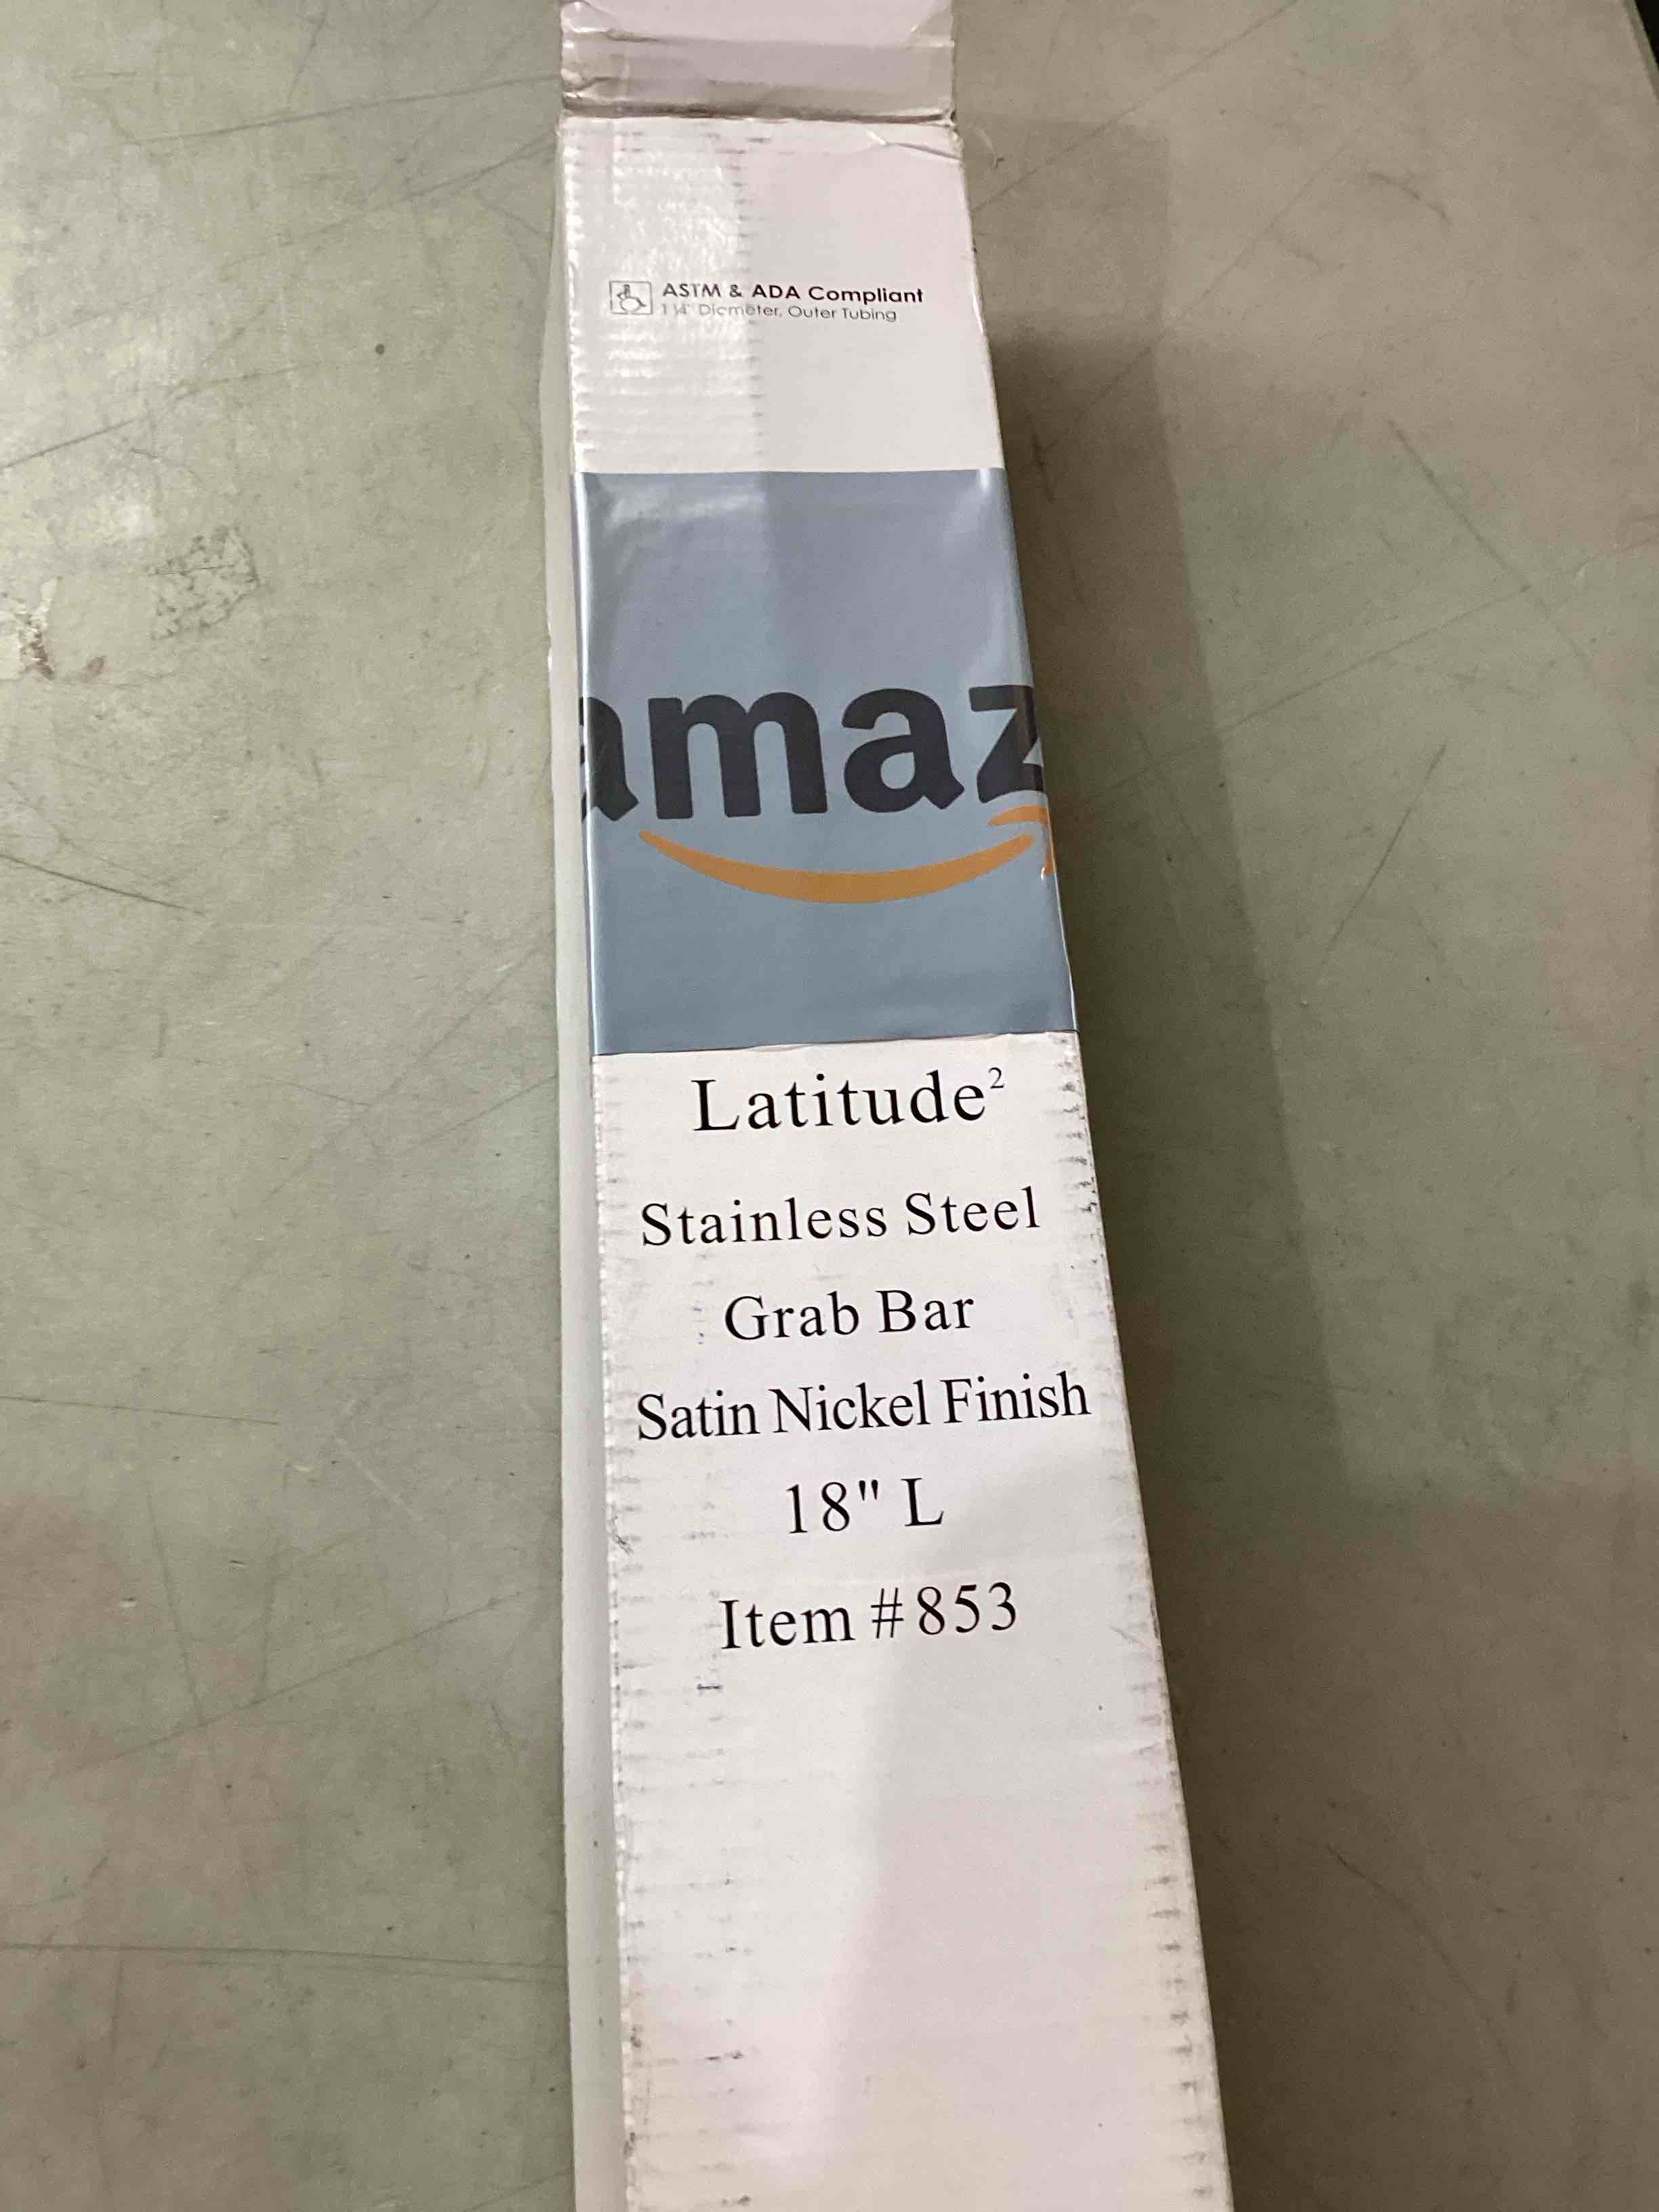 ASTM & ADA Compliant
1 ¼" Diameter, Outer Tubing
amaz
Latitude²
Stainless Steel
Grab Bar
Satin Nickel Finish
18" L
Item #853